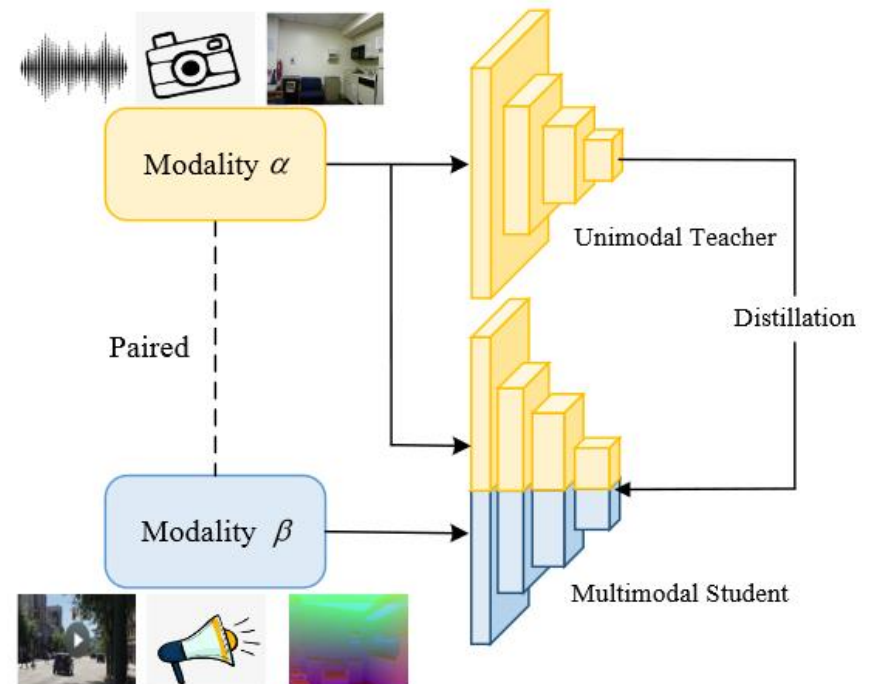 Modality α
Unimodal Teacher
Distillation
Paired
Modality β
Multimodal Student